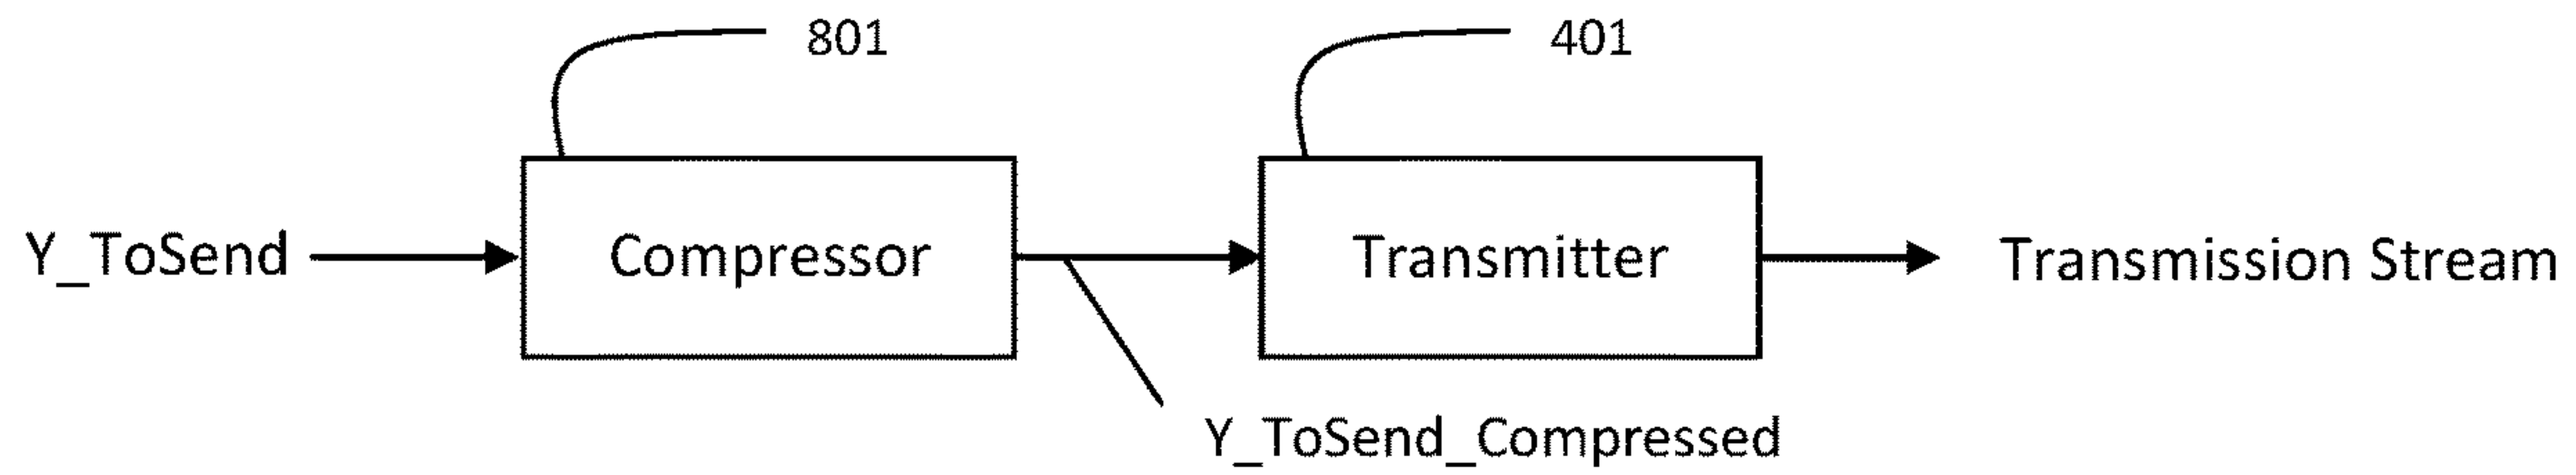 801
401
Y_ToSend
Compressor
Transmitter
Transmission Stream
Y_ToSend_Compressed